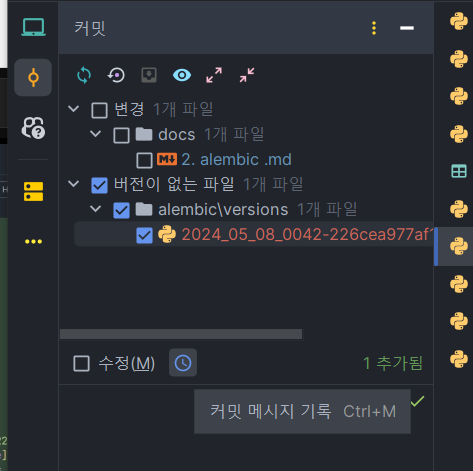 커밋
변경 1개 파일
docs 1개 파일
2. alembic .md
버전이 없는 파일 1개 파일
alembic\versions 1개 파일
2024_05_08_0042-226cea977af1
수정(M)
1 추가됨
커밋 메시지 기록 Ctrl+M